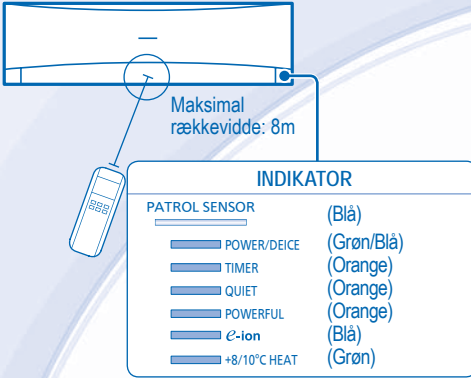 Maksimal
rækkevidde: 8m
INDIKATOR
PATROL SENSOR (Blå)
POWER/DEICE (Grøn/Blå)
TIMER (Orange)
QUIET (Orange)
POWERFUL (Orange)
e-ion (Blå)
+8/10°C HEAT (Grøn)